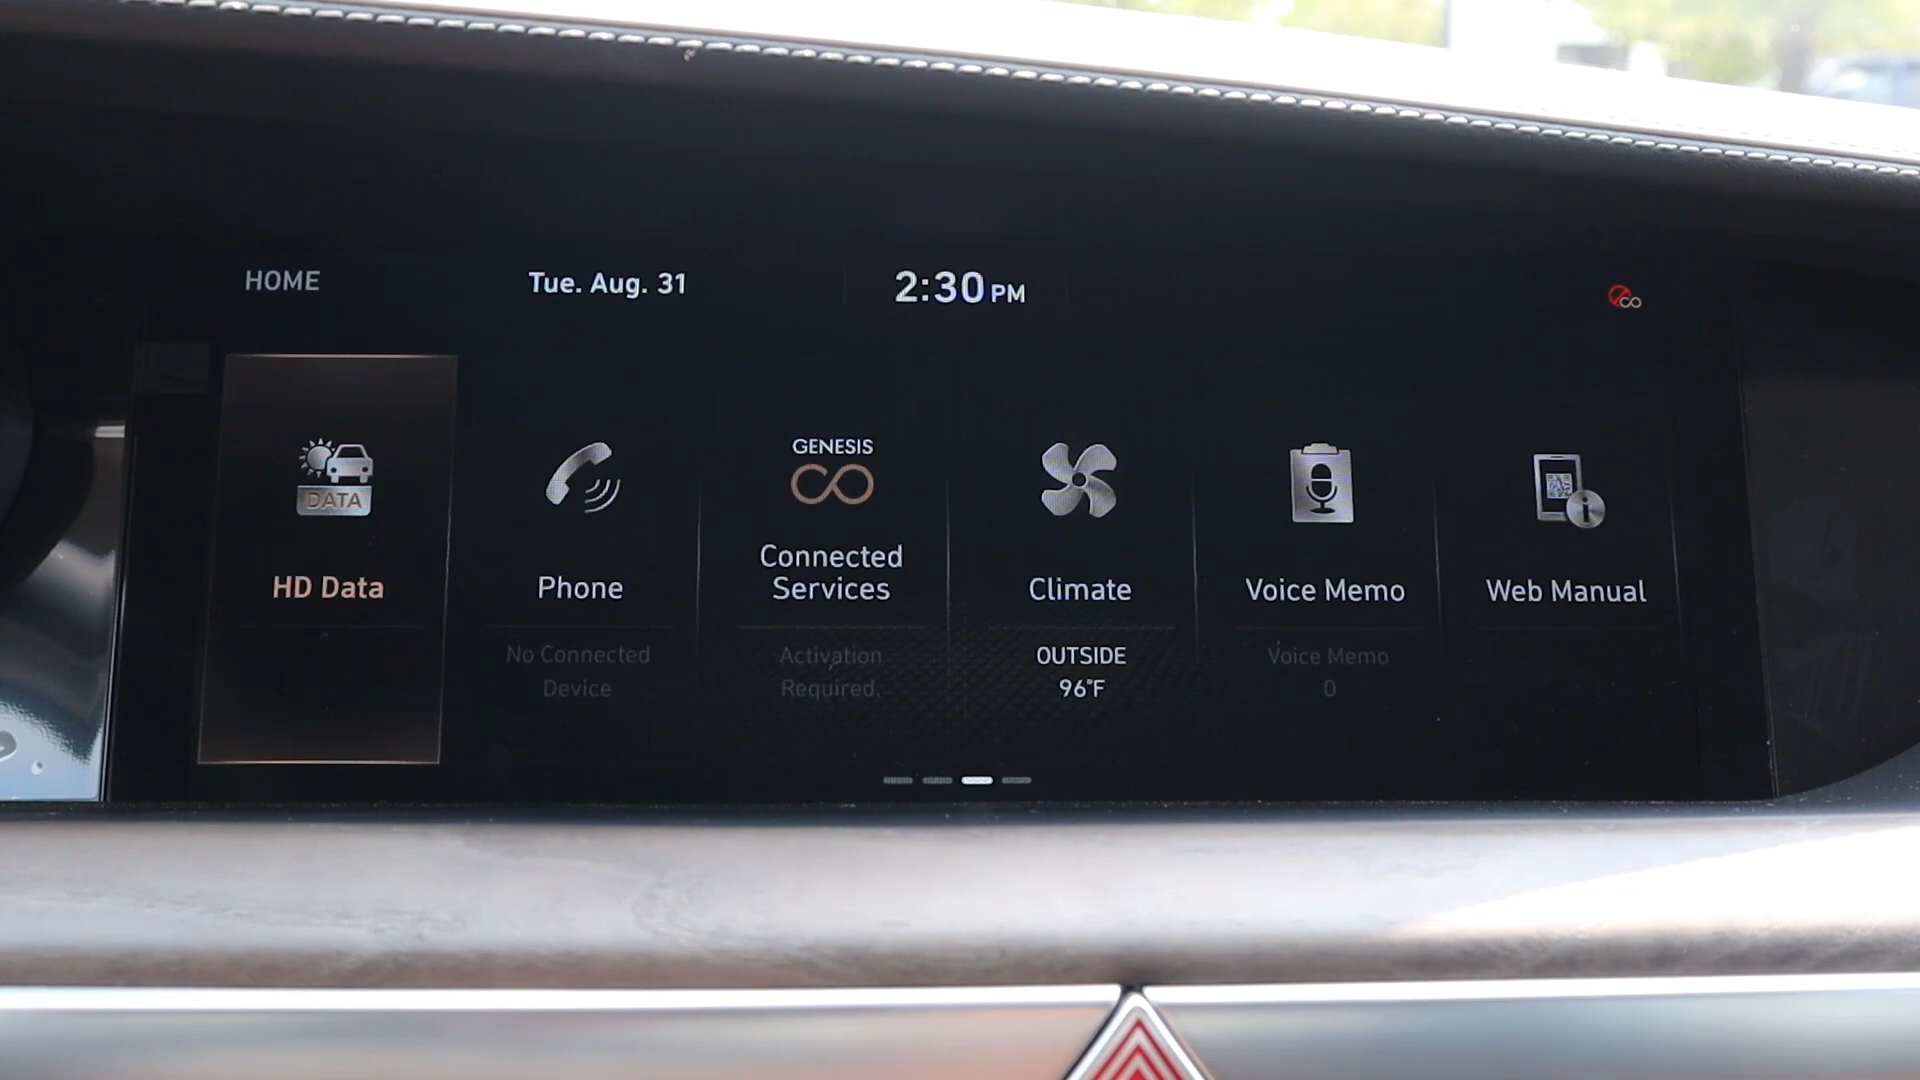 HOME
Tue. Aug. 31
2:30 PM
DATA
HD Data
Phone
No Connected
Device
GENESIS
Connected
Services
Activation
Required.
Climate
OUTSIDE
96°F
Voice Memo
Voice Memo
0
Web Manual